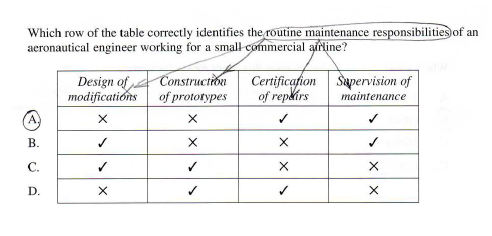 Which row of the table correctly identifies the routine maintenance responsibilities of an
aeronautical engineer working for a small commercial airline?
Design of Construction Certification Supervision of
modifications of prototypes of repairs maintenance
A. ✗ ✗ ✓ ✓
B. ✓ ✗ ✗ ✓
C. ✓ ✓ ✗ ✗
D. ✗ ✓ ✓ ✗